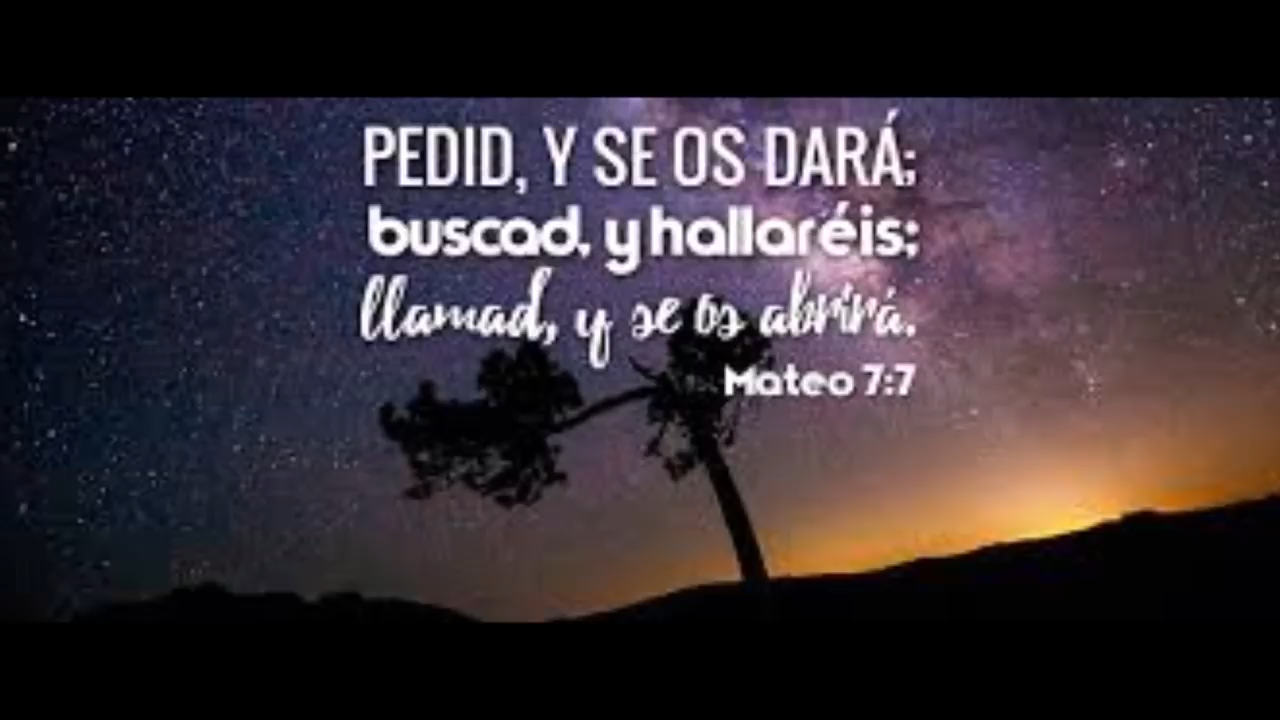 PEDID, Y SE OS DARÁ;
buscad, y hallaréis;
llamad, y se os abrirá.
Mateo 7:7